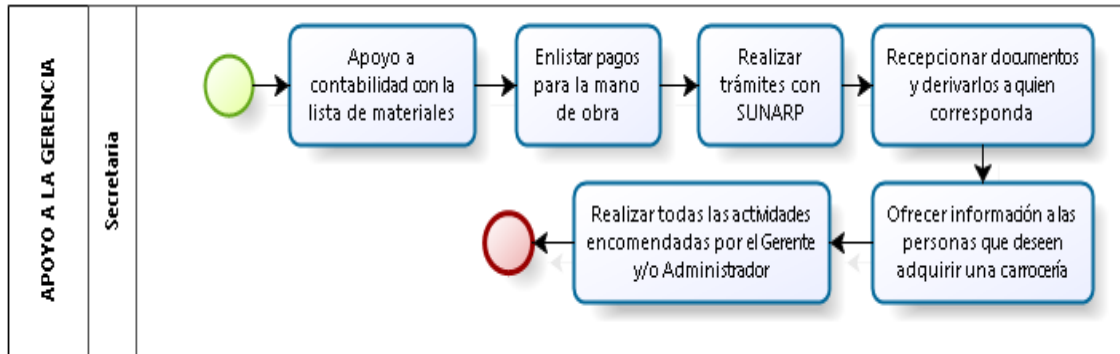 APOYO A LA GERENCIA
Secretaria
Apoyo a
contabilidad con la
lista de materiales
Enlistar pagos
para la mano
de obra
Realizar
trámites con
SUNARP
Recepcionar documentos
y derivarlos a quien
corresponda
Ofrecer información a las
personas que deseen
adquirir una carrocería
Realizar todas las actividades
encomendadas por el Gerente
y/o Administrador